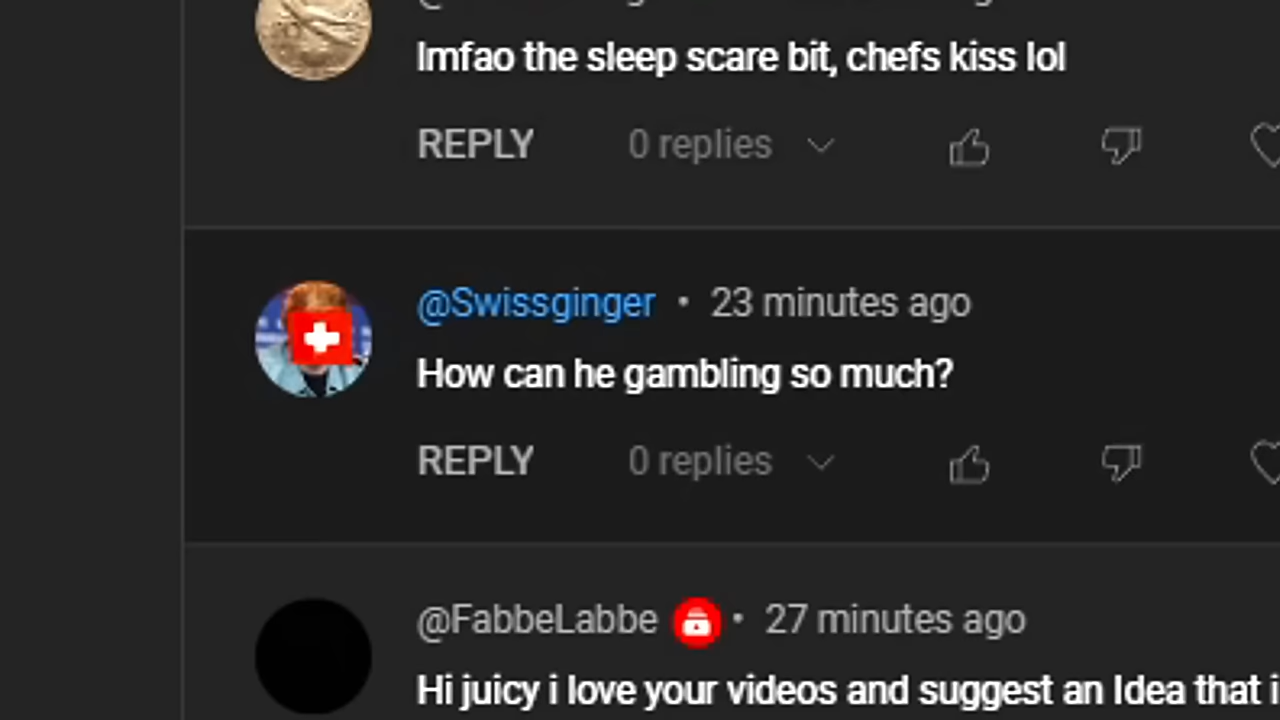 lmfao the sleep scare bit, chefs kiss lol
REPLY 0 replies
@Swissginger • 23 minutes ago
How can he gambling so much?
REPLY 0 replies
@FabbeLabbe • 27 minutes ago
Hi juicy i love your videos and suggest an Idea that i